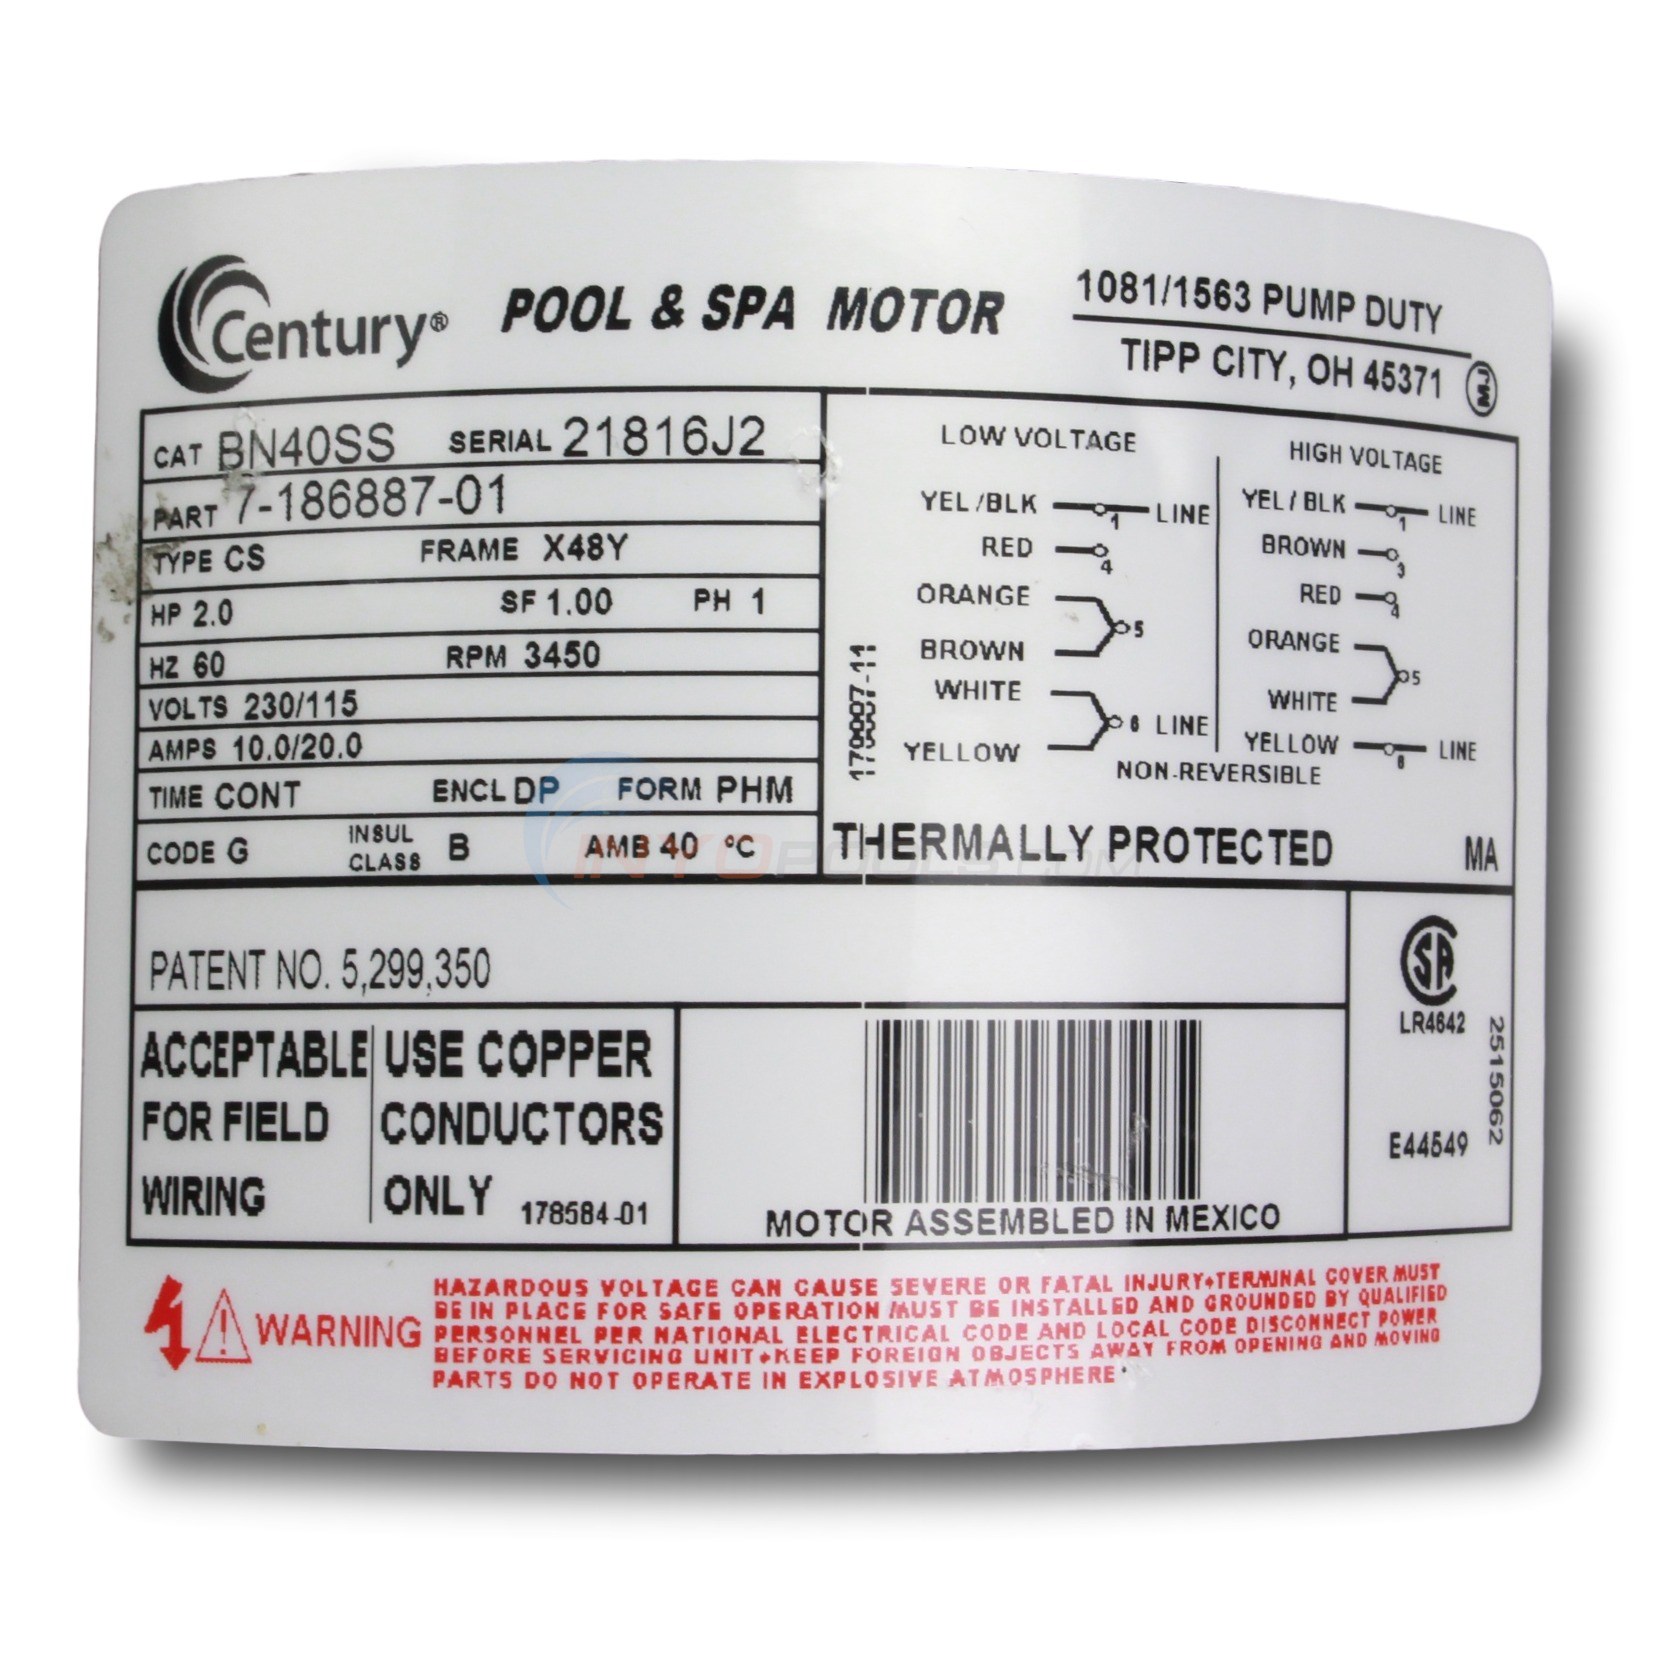 Century®
POOL & SPA MOTOR
1081/1563 PUMP DUTY
TIPP CITY, OH 45371
CAT BN40SS SERIAL 21816J2
PART 7-186887-01
TYPE CS FRAME X48Y
HP 2.0 SF 1.00 PH 1
HZ 60 RPM 3450
VOLTS 230/115
AMPS 10.0/20.0
TIME CONT ENCL DP FORM PHM
CODE G INSUL CLASS B AMB 40 °C
170007-11
LOW VOLTAGE
YEL/BLK 1 LINE
RED 4
ORANGE
5
BROWN
WHITE
6 LINE
YELLOW
HIGH VOLTAGE
YEL/BLK 1 LINE
BROWN 3
RED 4
ORANGE
5
WHITE
YELLOW 6 LINE
NON-REVERSIBLE
THERMALLY PROTECTED MA
INYOPOOLS.COM
PATENT NO. 5,299,350
ACCEPTABLE
FOR FIELD
WIRING
USE COPPER
CONDUCTORS
ONLY 178584-01
MOTOR ASSEMBLED IN MEXICO
LR4642
E44549
2515062
WARNING
HAZARDOUS VOLTAGE CAN CAUSE SEVERE OR FATAL INJURY•TERMINAL COVER MUST
BE IN PLACE FOR SAFE OPERATION MUST BE INSTALLED AND GROUNDED BY QUALIFIED
PERSONNEL PER NATIONAL ELECTRICAL CODE AND LOCAL CODE DISCONNECT POWER
BEFORE SERVICING UNIT•KEEP FOREIGN OBJECTS AWAY FROM OPENING AND MOVING
PARTS DO NOT OPERATE IN EXPLOSIVE ATMOSPHERE